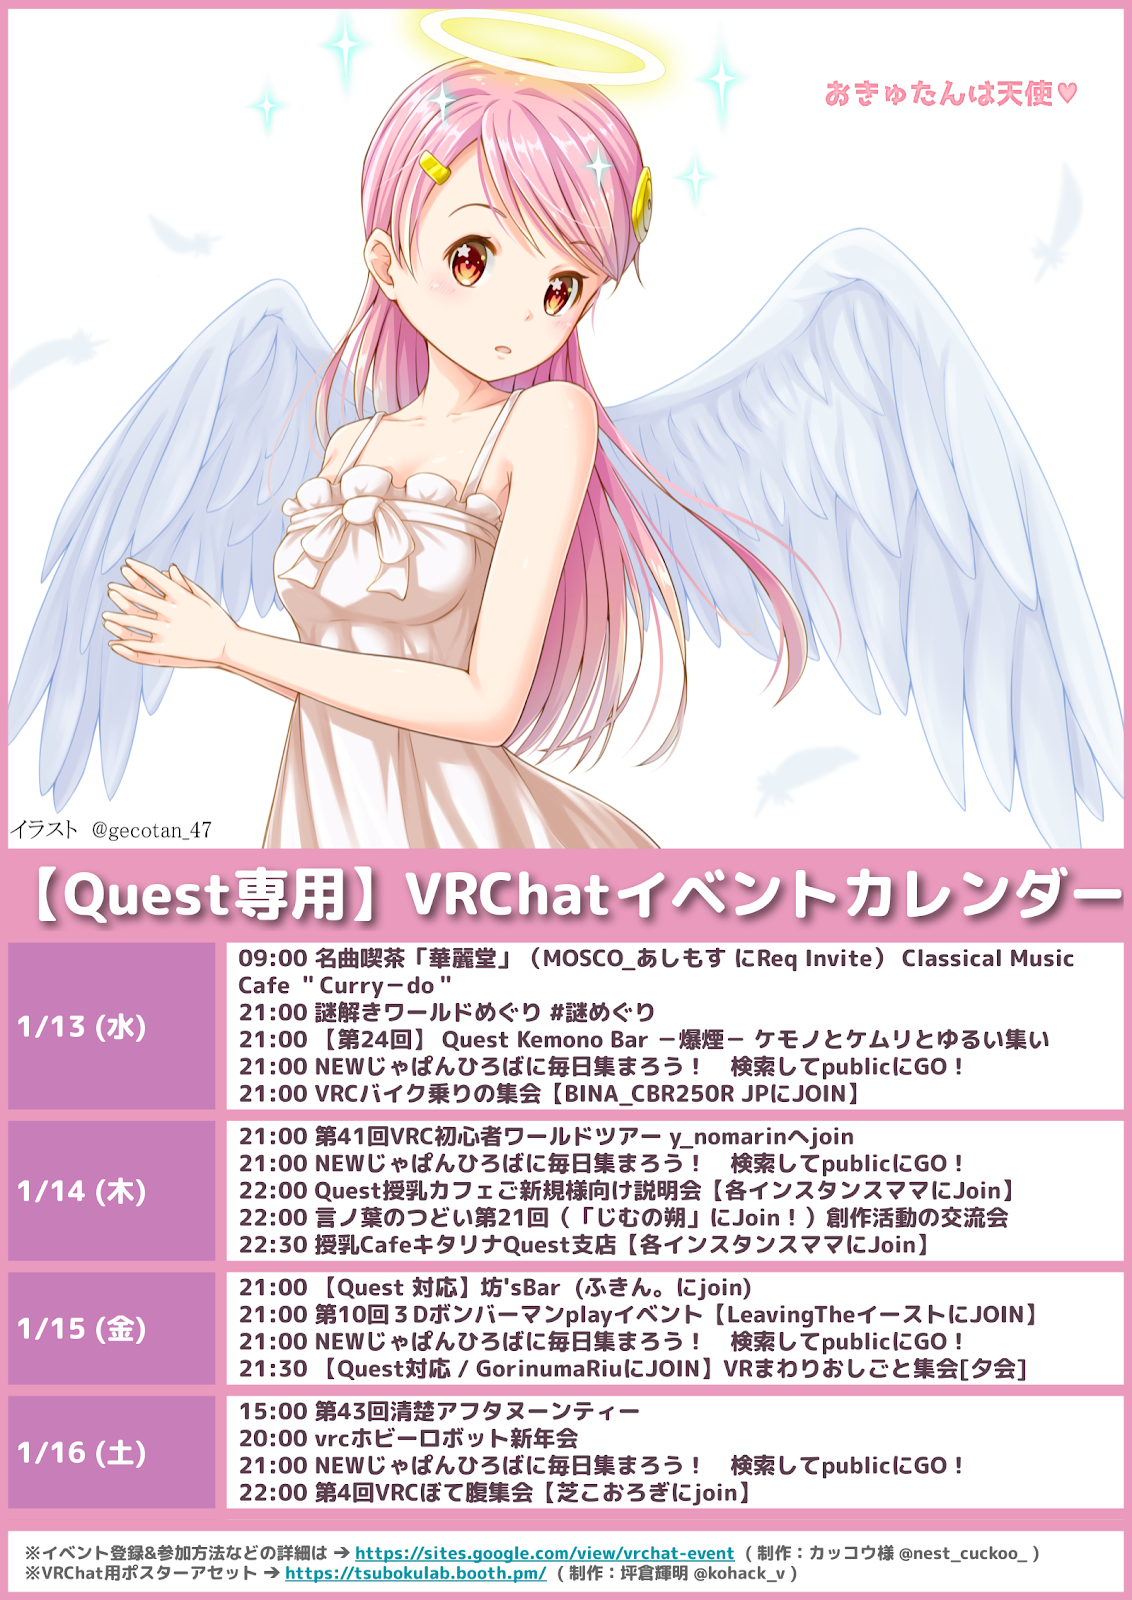 おきゅたんは天使♥
イラスト @gecotan_47
【Quest専用】VRChatイベントカレンダー
1/13 (水)
09:00 名曲喫茶「華麗堂」（MOSCO_あしもす にReq Invite） Classical Music
Cafe ＂Curry－do＂
21:00 謎解きワールドめぐり #謎めぐり
21:00 【第24回】 Quest Kemono Bar －爆煙－ ケモノとケムリとゆるい集い
21:00 NEWじゃぱんひろばに毎日集まろう！　検索してpublicにGO！
21:00 VRCバイク乗りの集会【BINA_CBR250R JPにJOIN】
1/14 (木)
21:00 第41回VRC初心者ワールドツアー y_nomarinへjoin
21:00 NEWじゃぱんひろばに毎日集まろう！　検索してpublicにGO！
22:00 Quest授乳カフェご新規様向け説明会【各インスタンスママにJoin】
22:00 言ノ葉のつどい第21回（「じむの朔」にJoin！）創作活動の交流会
22:30 授乳CafeキタリナQuest支店【各インスタンスママにJoin】
1/15 (金)
21:00 【Quest 対応】坊'sBar（ふきん。にjoin)
21:00 第10回３Dボンバーマンplayイベント【LeavingTheイーストにJOIN】
21:00 NEWじゃぱんひろばに毎日集まろう！　検索してpublicにGO！
21:30 【Quest対応 / GorinumaRiuにJOIN】VRまわりおしごと集会[夕会]
1/16 (土)
15:00 第43回清楚アフタヌーンティー
20:00 vrcホビーロボット新年会
21:00 NEWじゃぱんひろばに毎日集まろう！　検索してpublicにGO！
22:00 第4回VRCぼて腹集会【芝こおろぎにjoin】
※イベント登録&参加方法などの詳細は ➔ https://sites.google.com/view/vrchat-event （制作：カッコウ様 @nest_cuckoo_ ）
※VRChat用ポスターアセット ➔ https://tsubokulab.booth.pm/ （制作：坪倉輝明 @kohack_v ）